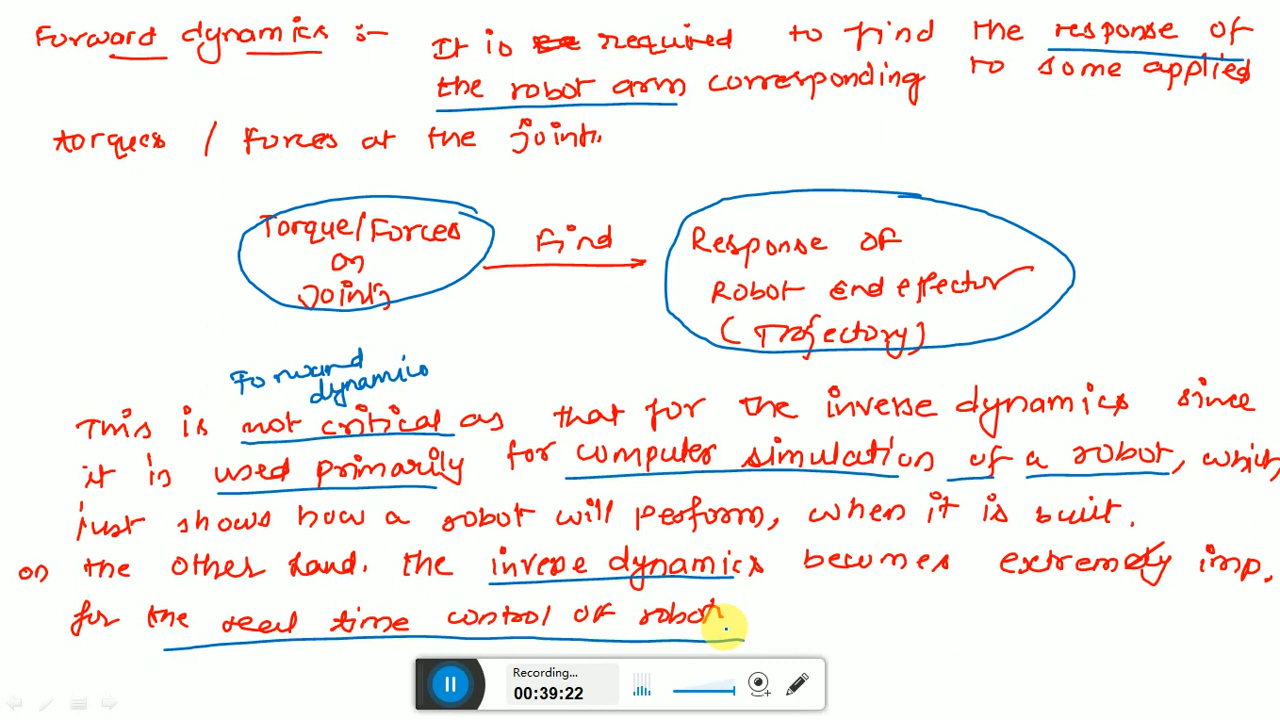 Forward dynamics :- It is required to find the response of
the robot arm corresponding to some applied
torques / Forces at the joints.
Torque/Forces
on
Joints
Find
Response of
Robot end effector
(Trajectory)
Forward
dynamics
This is not critical as that for the inverse dynamics since
it is used primarily for computer simulation of a robot, which
just shows how a robot will perform, when it is built.
on the other hand, the inverse dynamics becomes extremely imp.
for the real time control of robot
Recording...
00:39:22